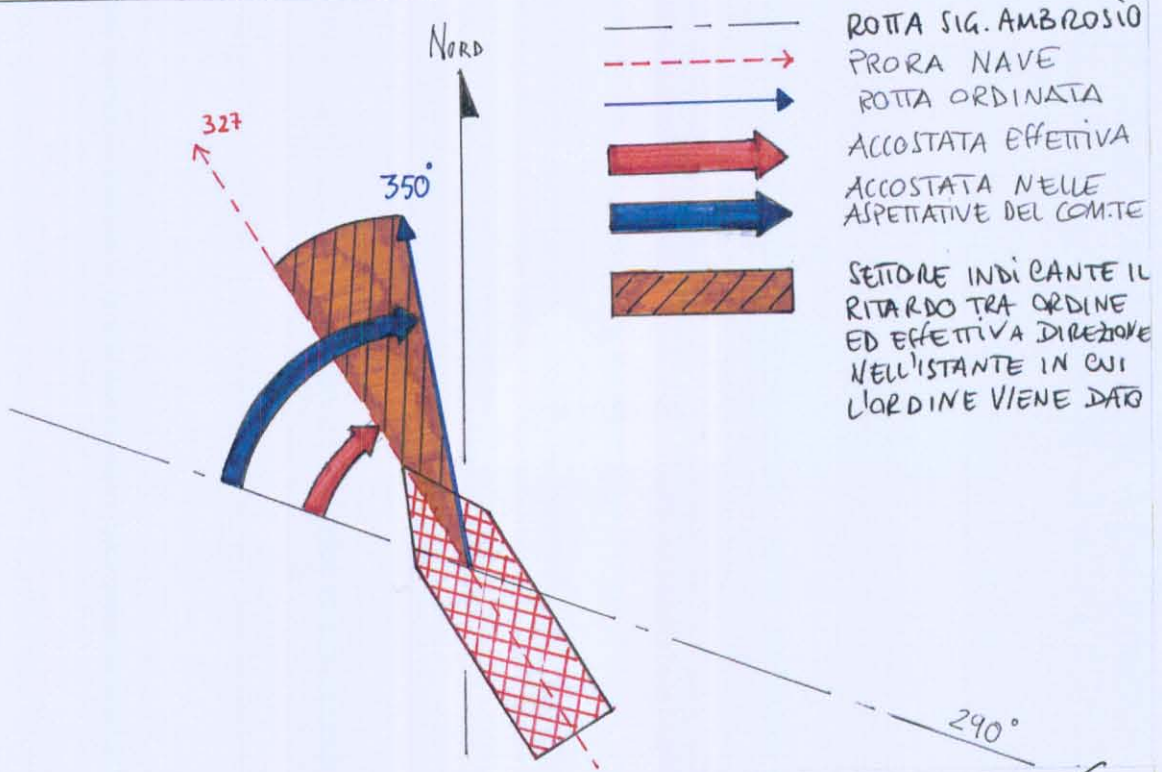 NORD
327
350°
ROTTA SIG. AMBROSIO
PRORA NAVE
ROTTA ORDINATA
ACCOSTATA EFFETTIVA
ACCOSTATA NELLE
ASPETTATIVE DEL COM.TE
SETTORE INDICANTE IL
RITARDO TRA ORDINE
ED EFFETTIVA DIREZIONE
NELL'ISTANTE IN CUI
L'ORDINE VIENE DATO
290°